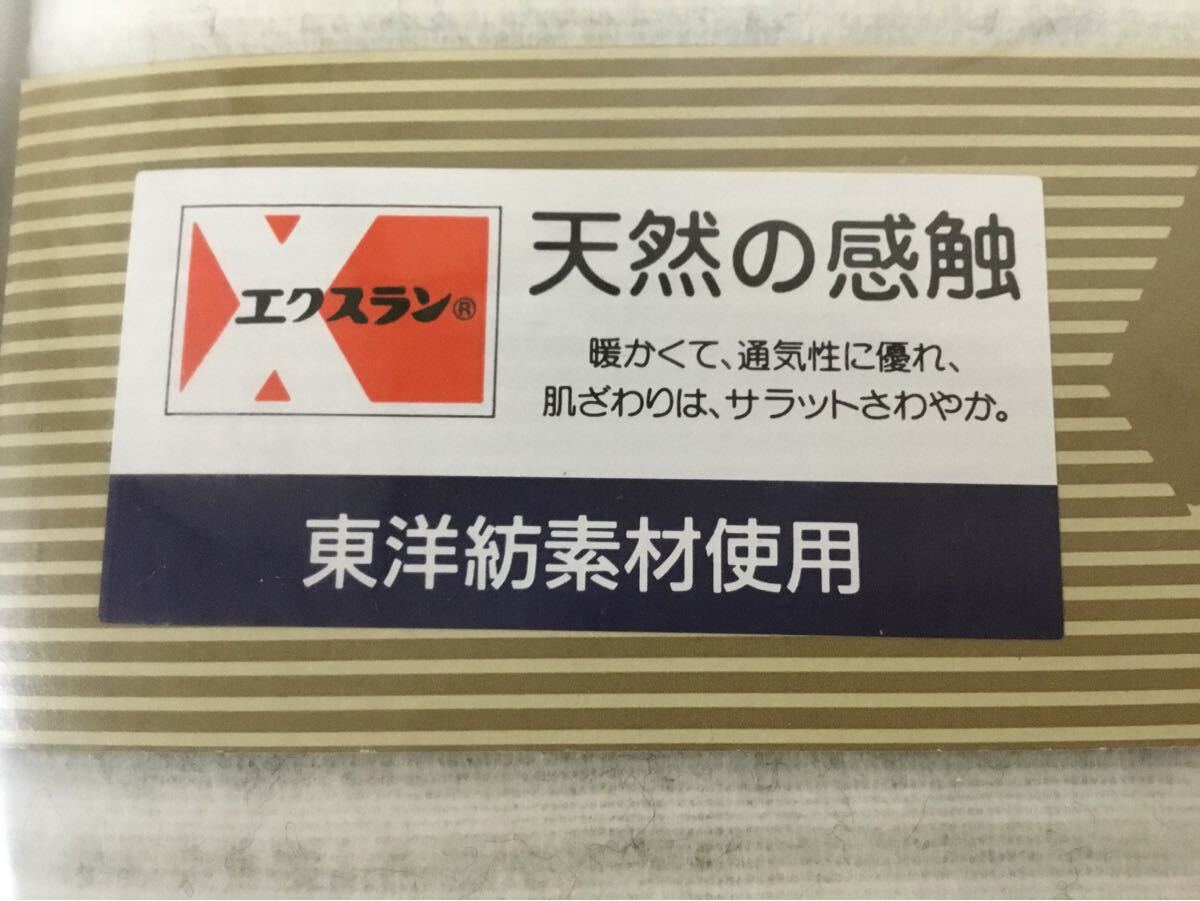 エクスラン®
天然の感触
暖かくて、通気性に優れ、
肌ざわりは、サラットさわやか。
東洋紡素材使用